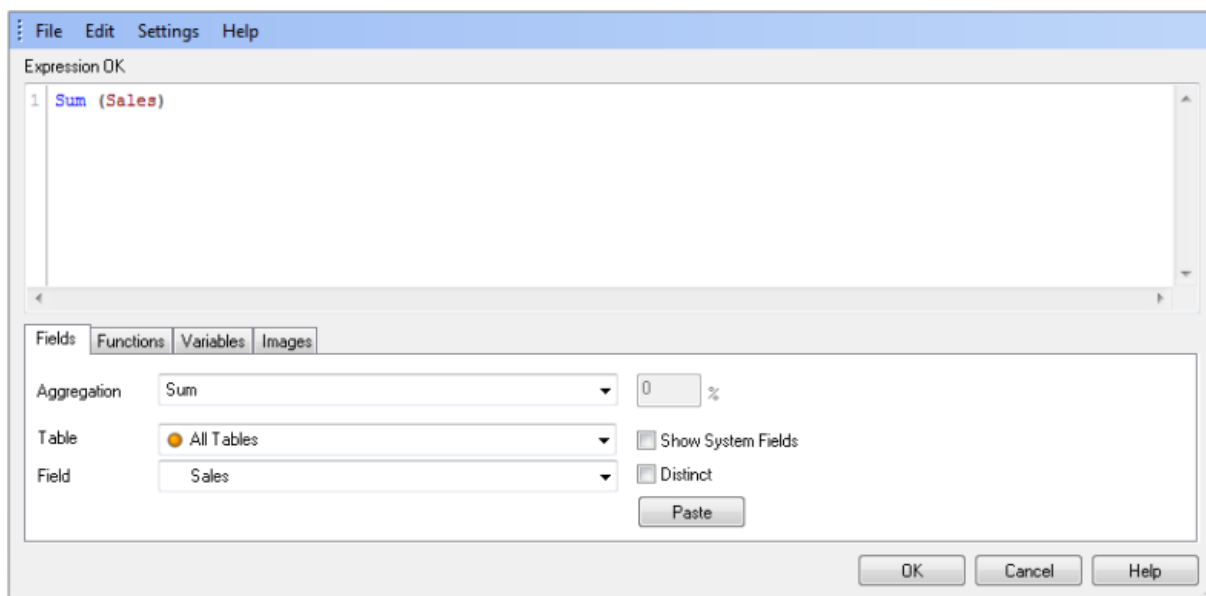 File Edit Settings Help
Expression OK
1 Sum (Sales)
Fields Functions Variables Images
Aggregation Sum 0 %
Table All Tables Show System Fields
Field Sales Distinct
Paste
OK Cancel Help